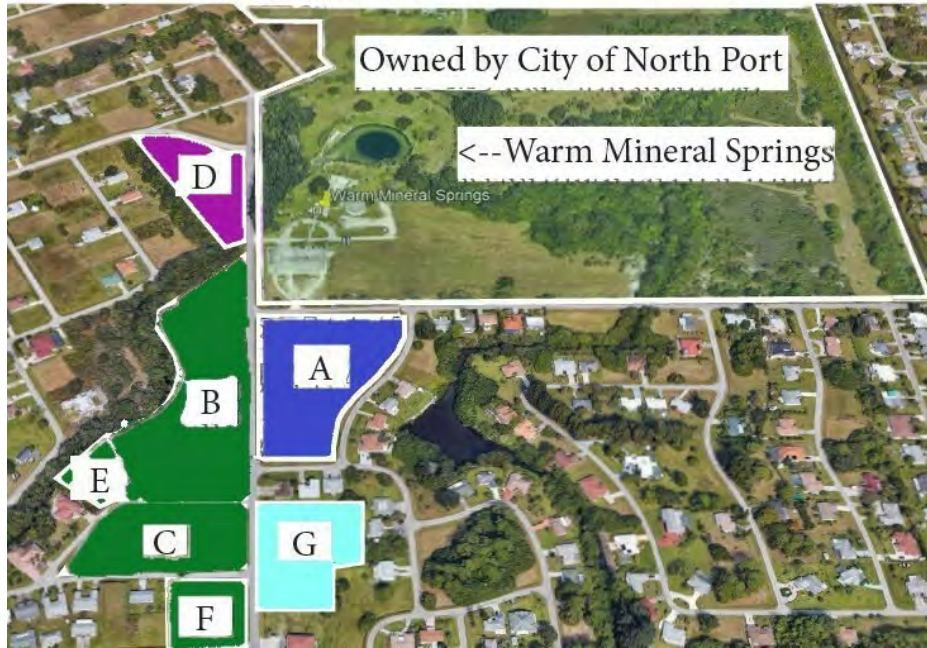 Owned by City of North Port
<--Warm Mineral Springs
D
Warm Mineral Springs
A
B
E
C
G
F